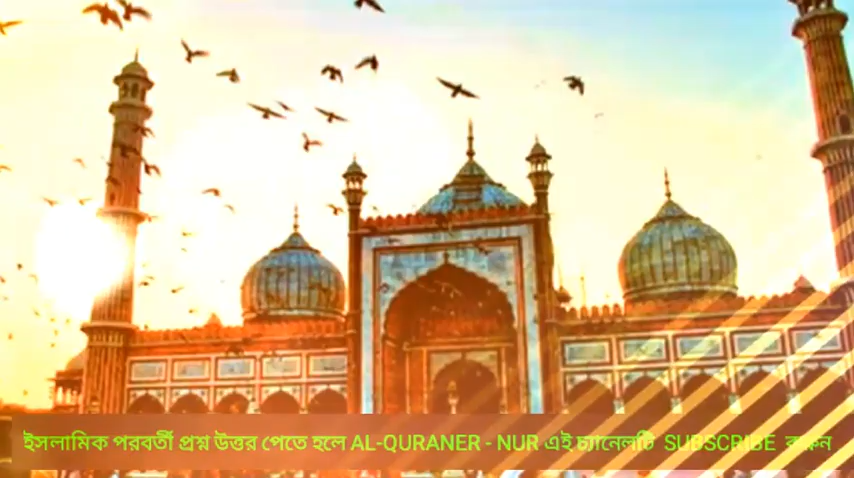 ইসলামিক পরবর্তী প্রশ্ন উত্তর পেতে হলে AL-QURANER - NUR এই চ্যানেলটি SUBSCRIBE করুন